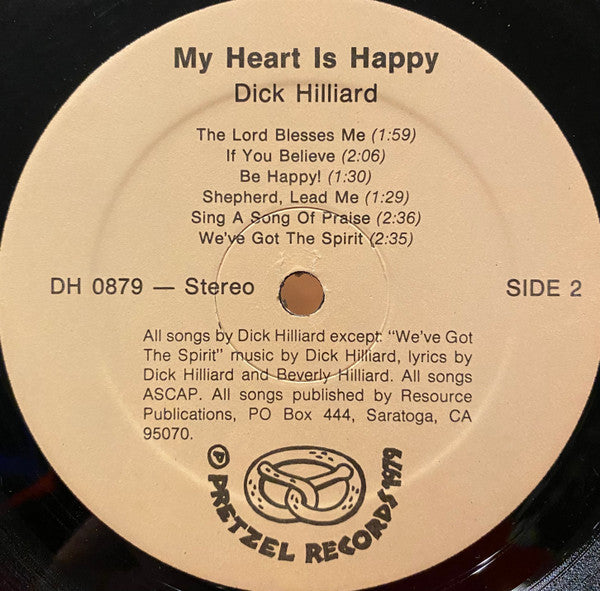 My Heart Is Happy
Dick Hilliard
The Lord Blesses Me (1:59)
If You Believe (2:06)
Be Happy! (1:30)
Shepherd, Lead Me (1:29)
Sing A Song Of Praise (2:36)
We've Got The Spirit (2:35)
DH 0879 — Stereo
SIDE 2
All songs by Dick Hilliard except: "We've Got
The Spirit" music by Dick Hilliard, lyrics by
Dick Hilliard and Beverly Hilliard. All songs
ASCAP. All songs published by Resource
Publications, PO Box 444, Saratoga, CA
95070.
℗ PRETZEL RECORDS 1979